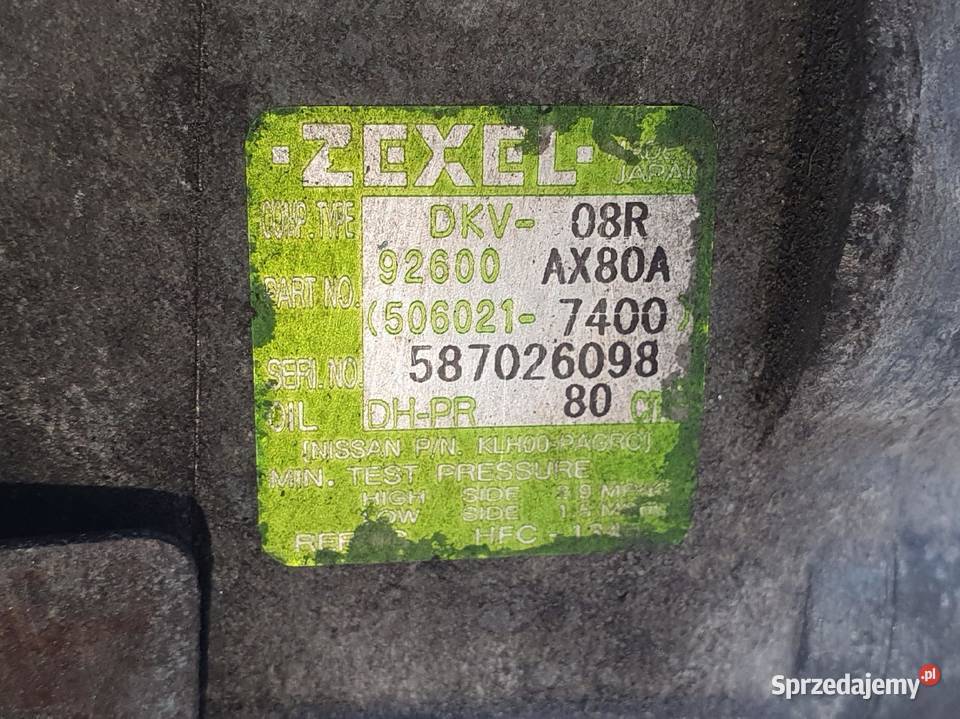 ·ZEXEL· JAPAN
COMP. TYPE DKV- 08R
92600 AX80A
PART NO.
(506021- 7400)
SERI. NO. 587026098
OIL DH-PR 80
(NISSAN P/N. KLH00-PAGRC)
MIN. TEST PRESSURE
HIGH SIDE
LOW SIDE
HFC -
Sprzedajemy.pl